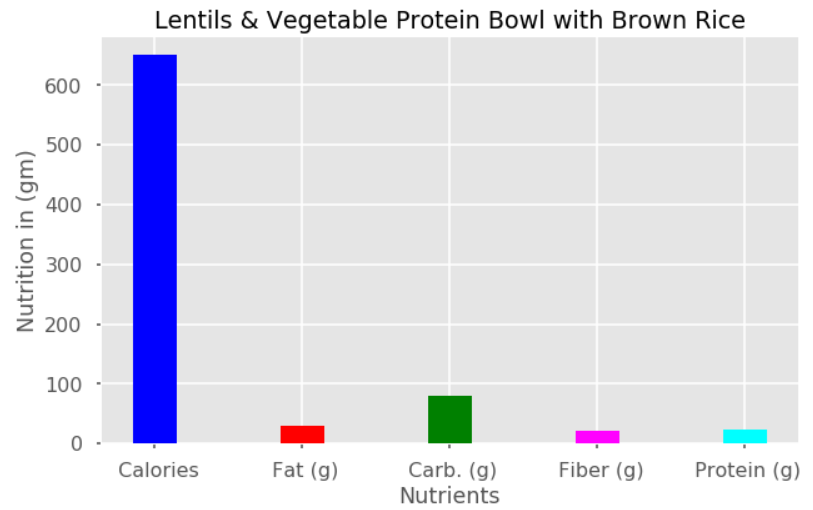 Lentils & Vegetable Protein Bowl with Brown Rice
Nutrition in (gm)
600
500
400
300
200
100
0
Calories Fat (g) Carb. (g) Fiber (g) Protein (g)
Nutrients